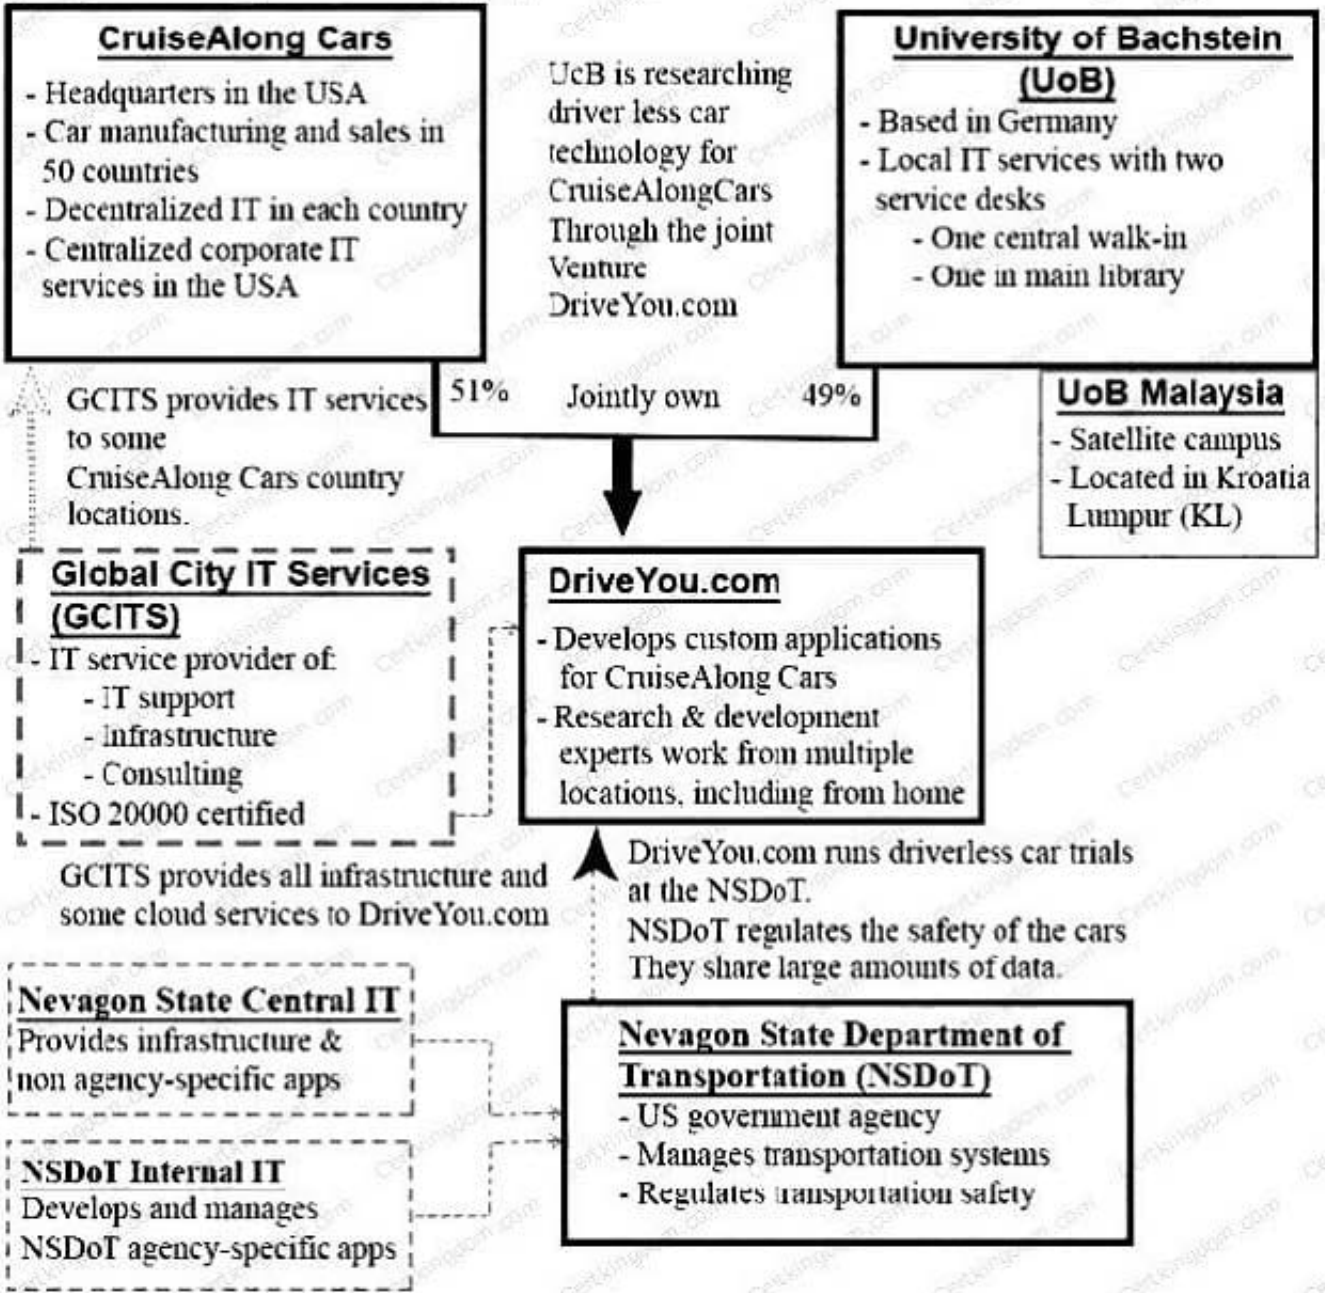 CruiseAlong Cars
- Headquarters in the USA
- Car manufacturing and sales in
50 countries
- Decentralized IT in each country
- Centralized corporate IT
services in the USA
UcB is researching
driver less car
technology for
CruiseAlongCars
Through the joint
Venture
DriveYou.com
University of Bachstein
(UoB)
- Based in Germany
- Local IT services with two
service desks
- One central walk-in
- One in main library
51% Jointly own 49%
UoB Malaysia
- Satellite campus
- Located in Kroatia
Lumpur (KL)
GCITS provides IT services
to some
CruiseAlong Cars country
locations.
Global City IT Services
(GCITS)
- IT service provider of:
- IT support
- Infrastructure
- Consulting
- ISO 20000 certified
DriveYou.com
- Develops custom applications
for CruiseAlong Cars
- Research & development
experts work from multiple
locations, including from home
GCITS provides all infrastructure and
some cloud services to DriveYou.com
DriveYou.com runs driverless car trials
at the NSDoT.
NSDoT regulates the safety of the cars
They share large amounts of data.
Nevagon State Central IT
Provides infrastructure &
non agency-specific apps
NSDoT Internal IT
Develops and manages
NSDoT agency-specific apps
Nevagon State Department of
Transportation (NSDoT)
- US government agency
- Manages transportation systems
- Regulates transportation safety
Certkingdom.com